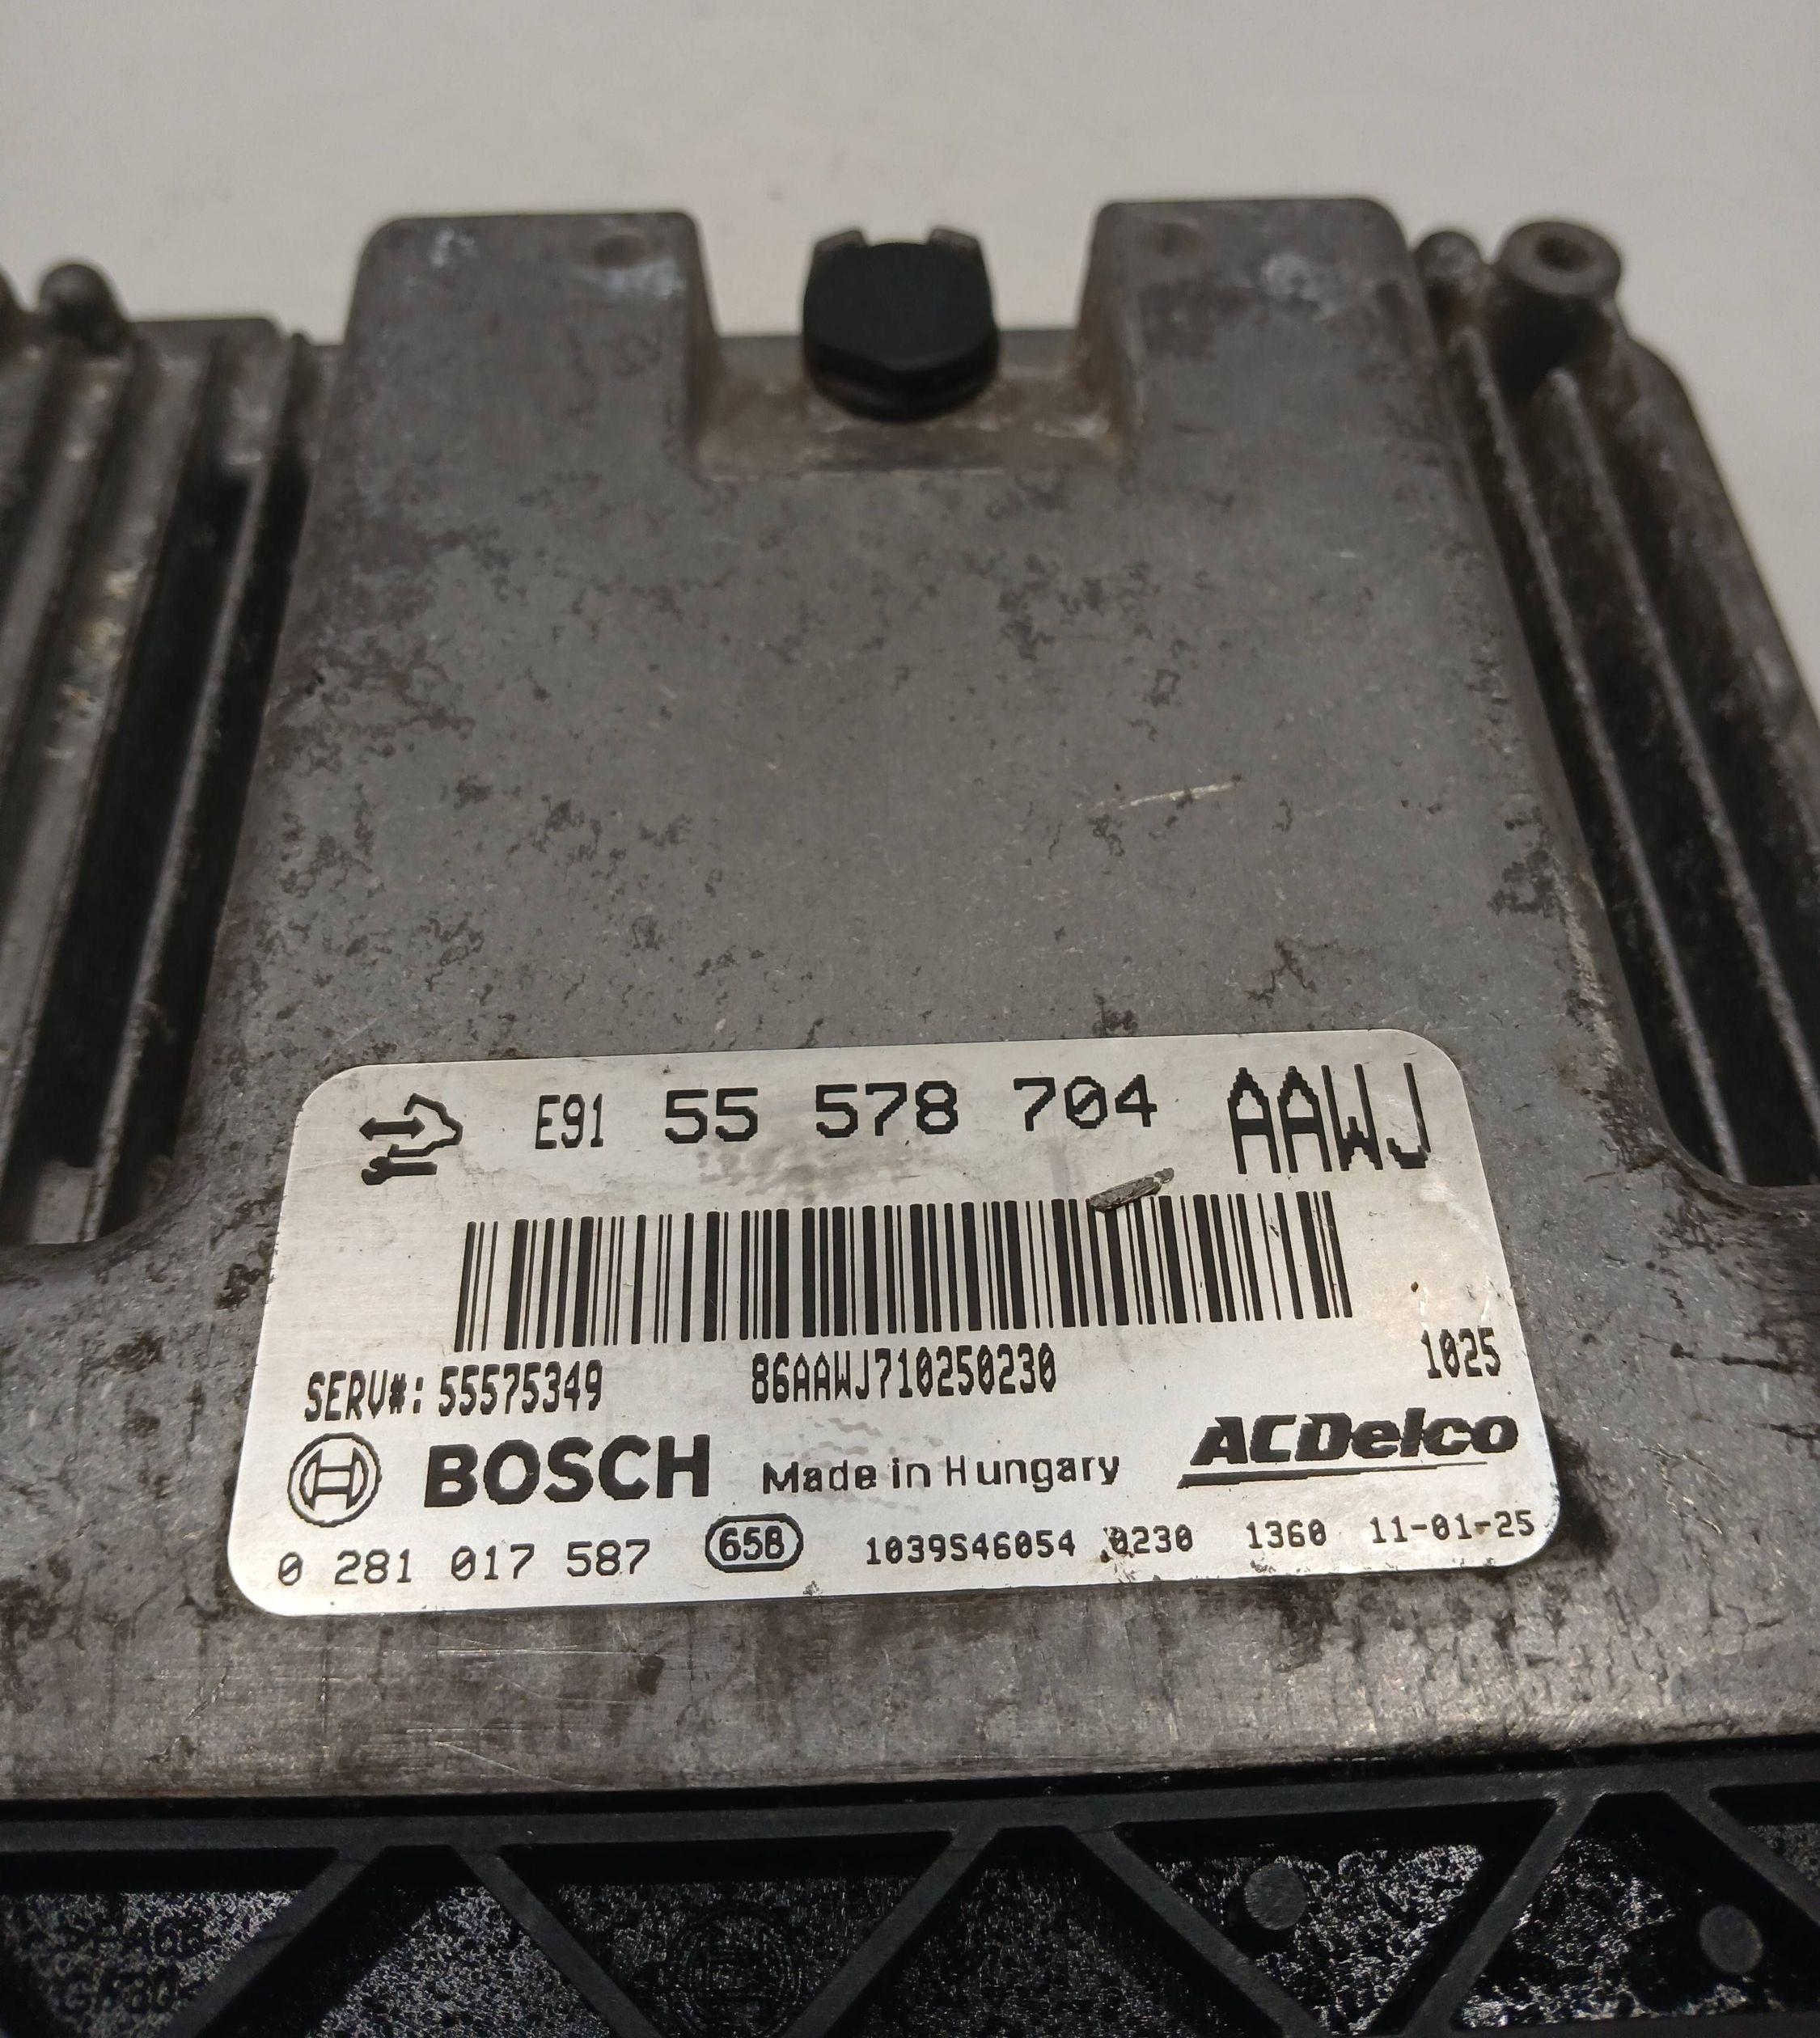 E91 55 578 704 AAWJ
SERV#: 55575349 86AAWJ710250230 1025
BOSCH Made in Hungary ACDelco
0 281 017 587 65B 1039S46054 0230 1360 11-01-25